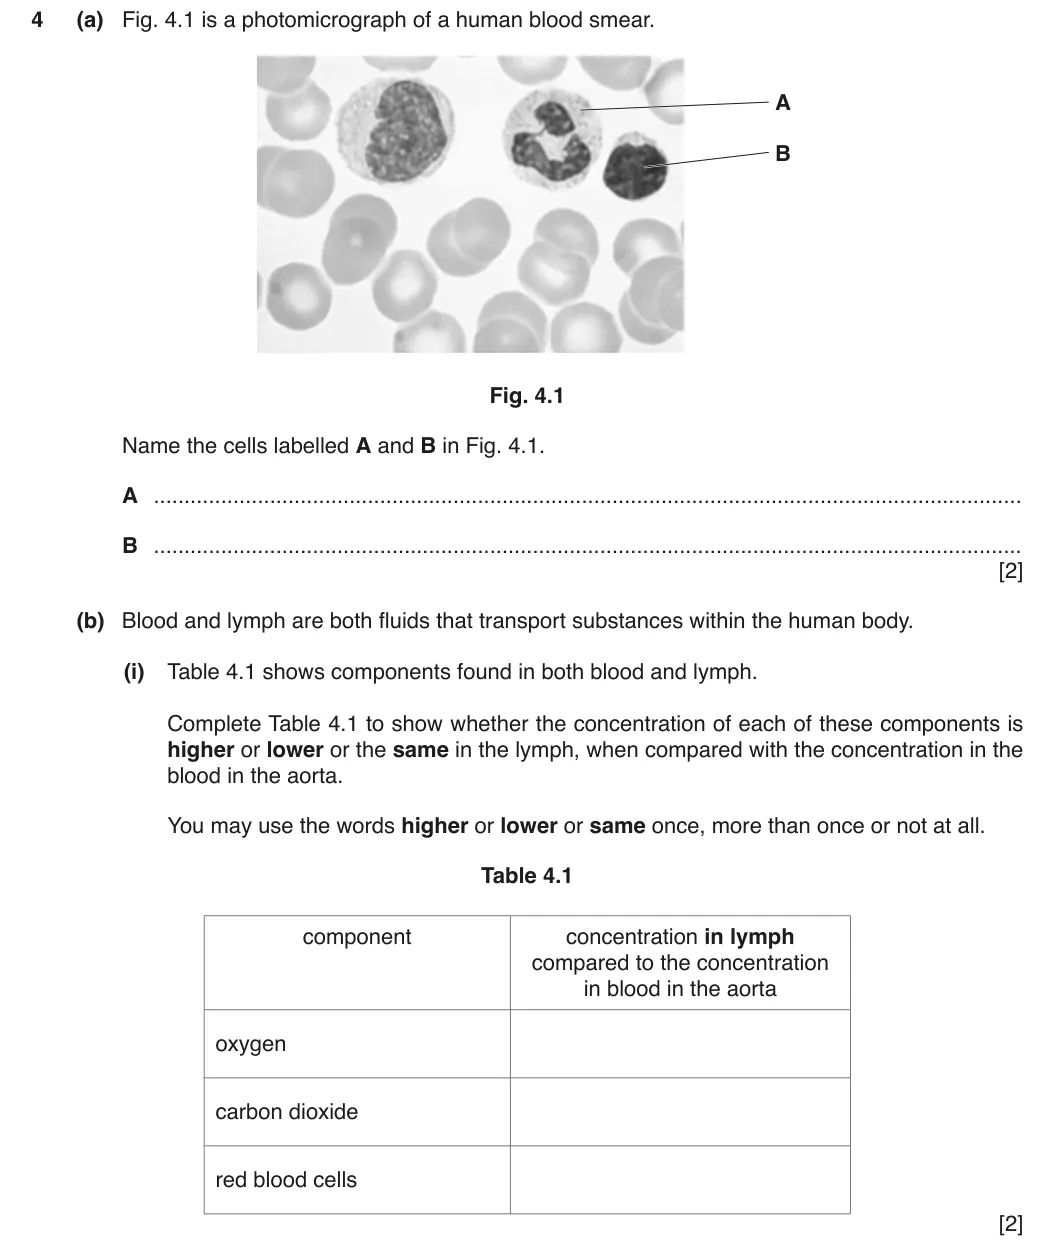 4 (a) Fig. 4.1 is a photomicrograph of a human blood smear.
A
B
Fig. 4.1
Name the cells labelled A and B in Fig. 4.1.
A ................................................................................................................................................
B ................................................................................................................................................
[2]
(b) Blood and lymph are both fluids that transport substances within the human body.
(i) Table 4.1 shows components found in both blood and lymph.
Complete Table 4.1 to show whether the concentration of each of these components is
higher or lower or the same in the lymph, when compared with the concentration in the
blood in the aorta.
You may use the words higher or lower or same once, more than once or not at all.
Table 4.1
component
concentration in lymph
compared to the concentration
in blood in the aorta
oxygen
carbon dioxide
red blood cells
[2]